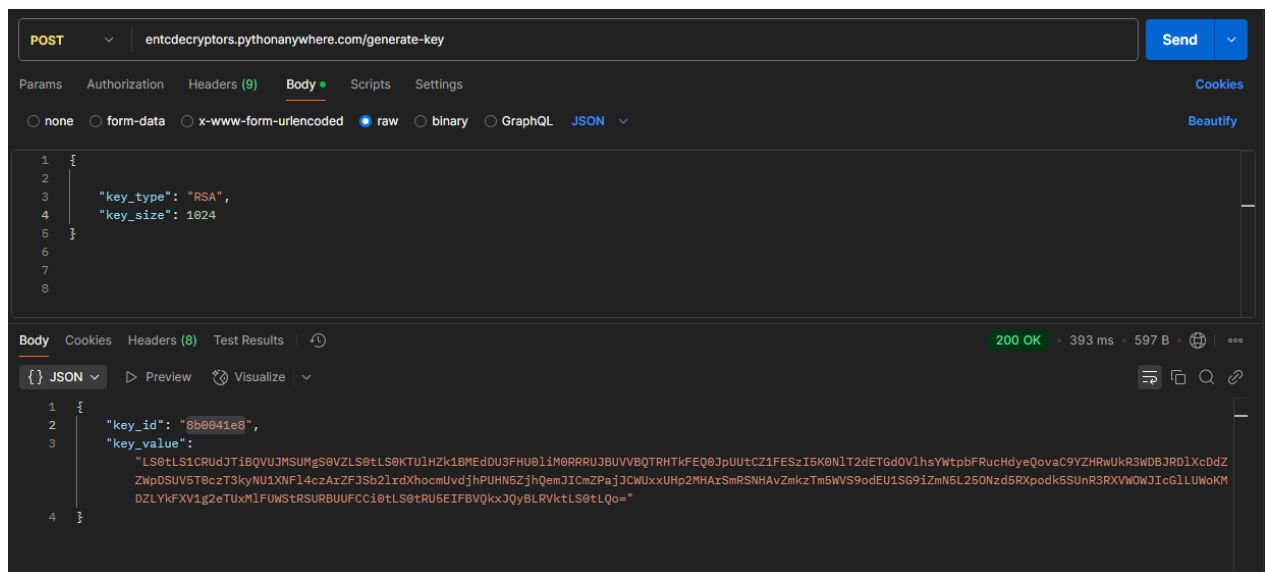 POST entcdecryptors.pythonanywhere.com/generate-key Send
Params Authorization Headers (9) Body Scripts Settings Cookies
none form-data x-www-form-urlencoded raw binary GraphQL JSON Beautify
1 {
2
3 "key_type": "RSA",
4 "key_size": 1024
5 }
6
7
8
Body Cookies Headers (8) Test Results 200 OK 393 ms 597 B
{} JSON Preview Visualize
1 {
2 "key_id": "8b0041e8",
3 "key_value":
4 }